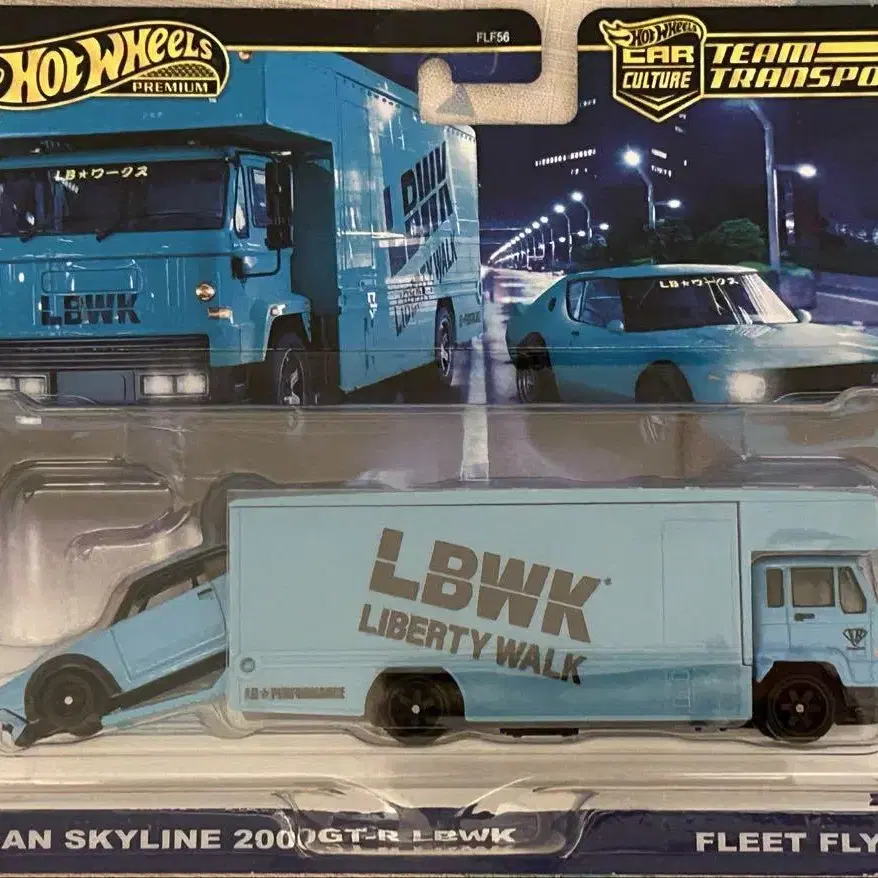 HOT WHEELS
PREMIUM
FLF56
HOT WHEELS
CAR
CULTURE
TEAM
TRANSPO
LB★ワークス
LBWK
LBWK
LIBERTY WALK
LB★ワークス
LBWK
LIBERTY WALK
LB★PERFORMANCE
AN SKYLINE 2000GT-R LBWK
FLEET FLY